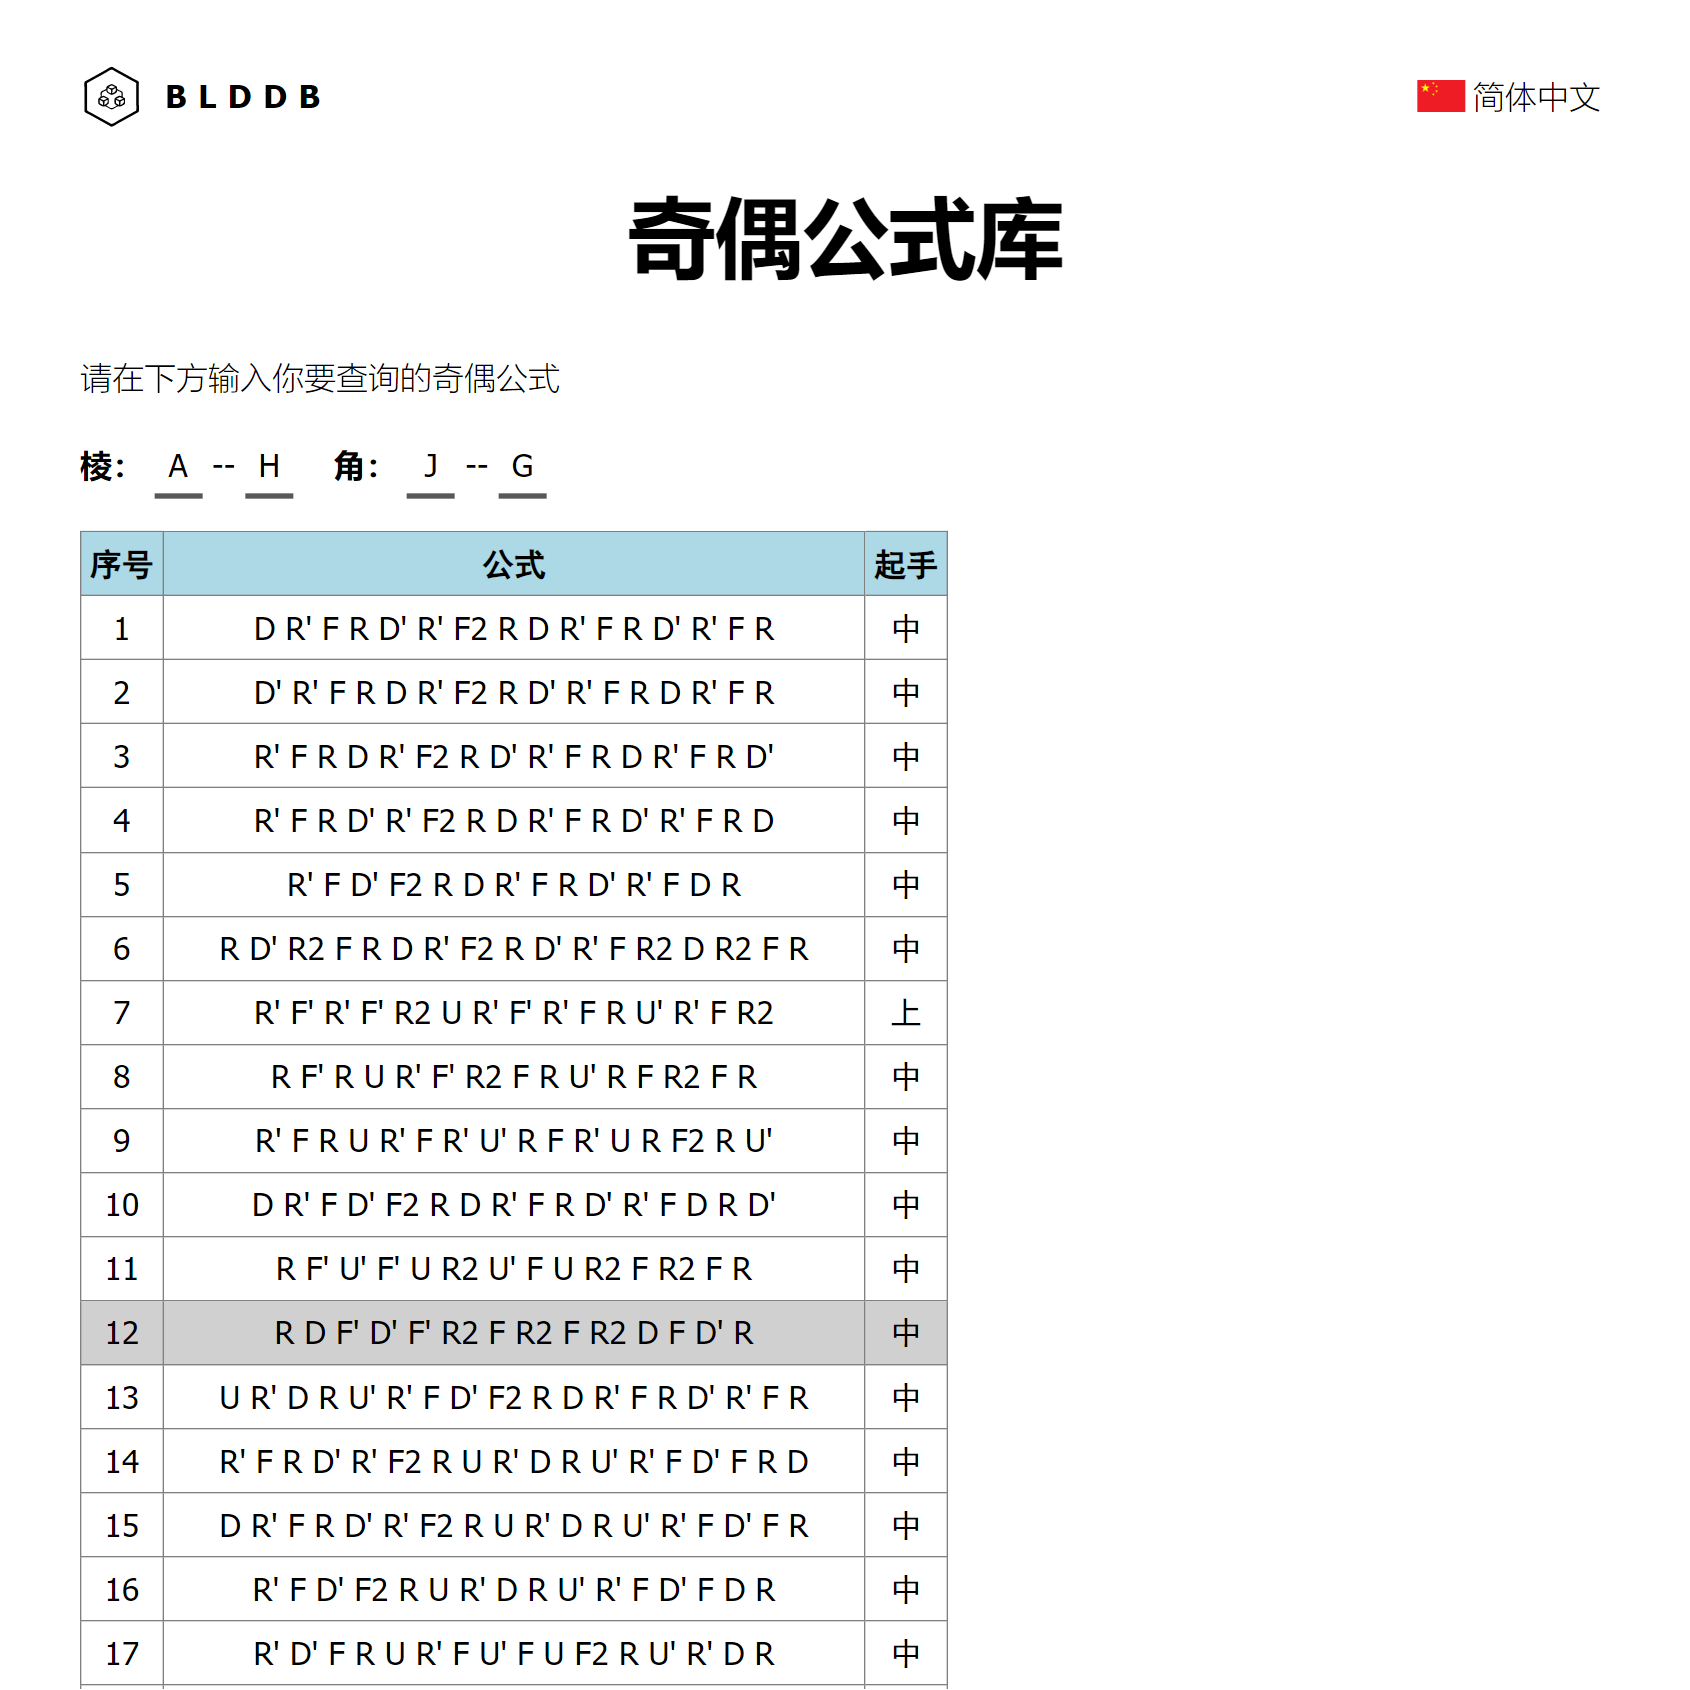 BLDDB
简体中文
奇偶公式库
请在下方输入你要查询的奇偶公式
棱： A -- H 角： J -- G
序号 公式 起手
1 D R' F R D' R' F2 R D R' F R D' R' F R 中
2 D' R' F R D R' F2 R D' R' F R D R' F R 中
3 R' F R D R' F2 R D' R' F R D R' F R D' 中
4 R' F R D' R' F2 R D R' F R D' R' F R D 中
5 R' F D' F2 R D R' F R D' R' F D R 中
6 R D' R2 F R D R' F2 R D' R' F R2 D R2 F R 中
7 R' F' R' F' R2 U R' F' R' F R U' R' F R2 上
8 R F' R U R' F' R2 F R U' R F R2 F R 中
9 R' F R U R' F R' U' R F R' U R F2 R U' 中
10 D R' F D' F2 R D R' F R D' R' F D R D' 中
11 R F' U' F' U R2 U' F U R2 F R2 F R 中
12 R D F' D' F' R2 F R2 F R2 D F D' R 中
13 U R' D R U' R' F D' F2 R D R' F R D' R' F R 中
14 R' F R D' R' F2 R U R' D R U' R' F D' F R D 中
15 D R' F R D' R' F2 R U R' D R U' R' F D' F R 中
16 R' F D' F2 R U R' D R U' R' F D' F D R 中
17 R' D' F R U R' F U' F U F2 R U' R' D R 中